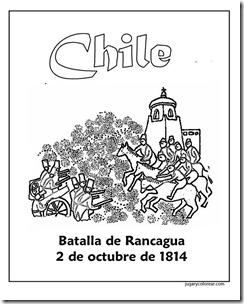 Chile
Batalla de Rancagua
2 de octubre de 1814
jugarycolorear.com